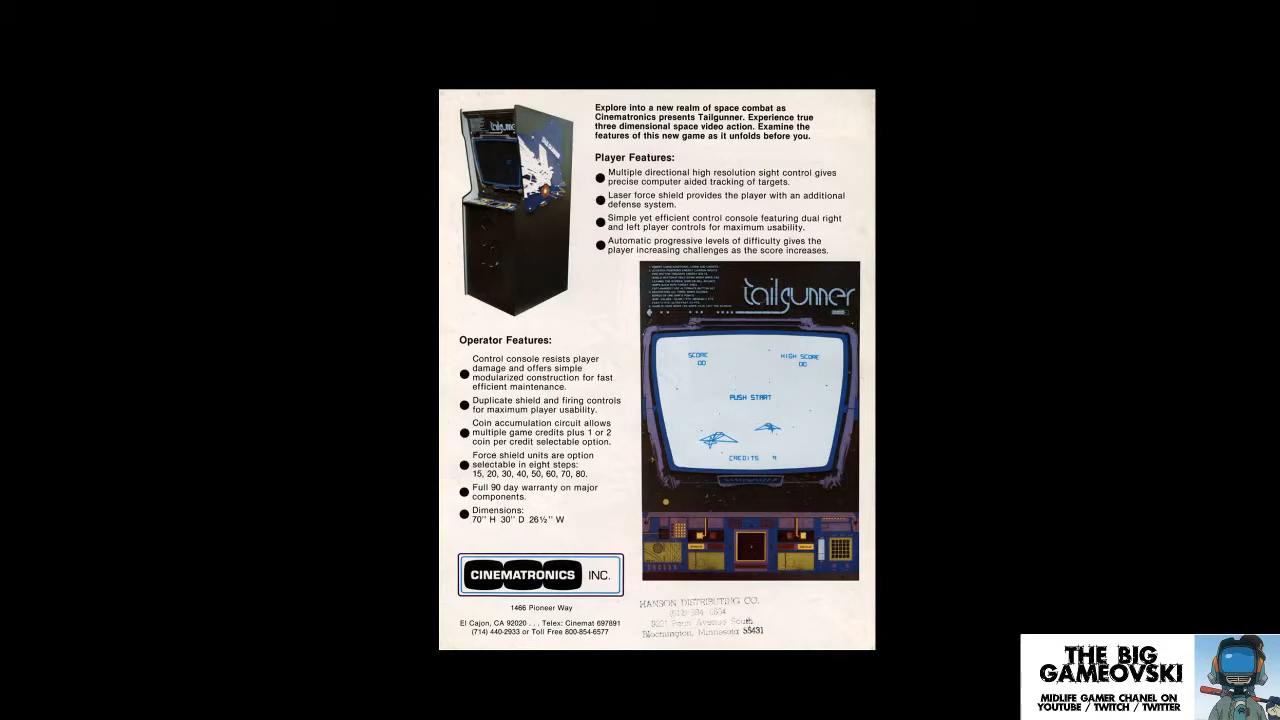 Explore into a new realm of space combat as
Cinematronics presents Tailgunner. Experience true
three dimensional space video action. Examine the
features of this new game as it unfolds before you.
Player Features:
Multiple directional high resolution sight control gives
precise computer aided tracking of targets.
Laser force shield provides the player with an additional
defense system.
Simple yet efficient control console featuring dual right
and left player controls for maximum usability.
Automatic progressive levels of difficulty gives the
player increasing challenges as the score increases.
tailgunner
SCORE
00
HIGH SCORE
00
PUSH START
CREDITS 9
Operator Features:
Control console resists player
damage and offers simple
modularized construction for fast
efficient maintenance.
Duplicate shield and firing controls
for maximum player usability.
Coin accumulation circuit allows
multiple game credits plus 1 or 2
coin per credit selectable option.
Force shield units are option
selectable in eight steps:
15, 20, 30, 40, 50, 60, 70, 80.
Full 90 day warranty on major
components.
Dimensions:
70" H 30" D 26½" W
CINEMATRONICS INC.
1466 Pioneer Way
El Cajon, CA 92020 . . . Telex: Cinemat 697891
(714) 440-2933 or Toll Free 800-854-6577
HANSON DISTRIBUTING CO.
Avenue South
Bloomington, Minnesota 55431
THE BIG
GAMEOVSKI
MIDLIFE GAMER CHANEL ON
YOUTUBE / TWITCH / TWITTER